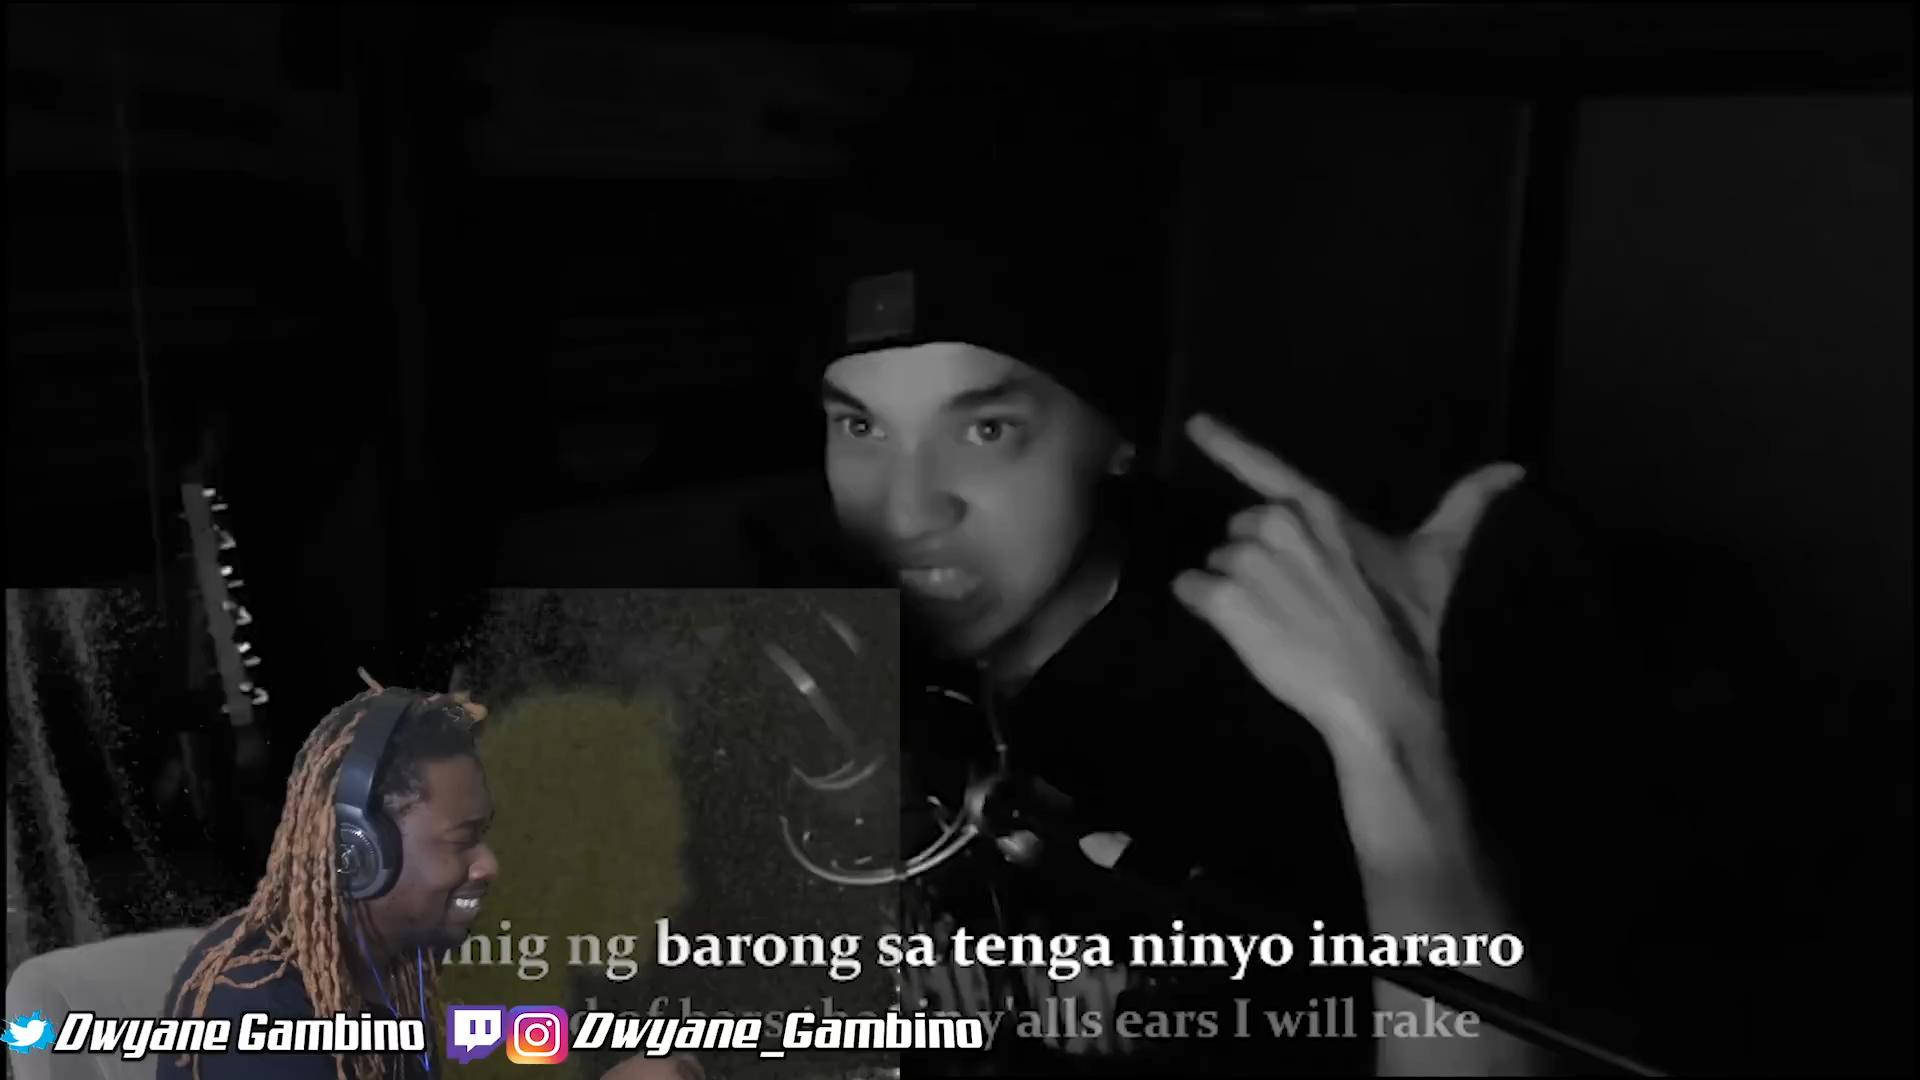 ng barong sa tenga ninyo inararo
y'alls ears I will rake
Dwyane Gambino
Dwyane_Gambino